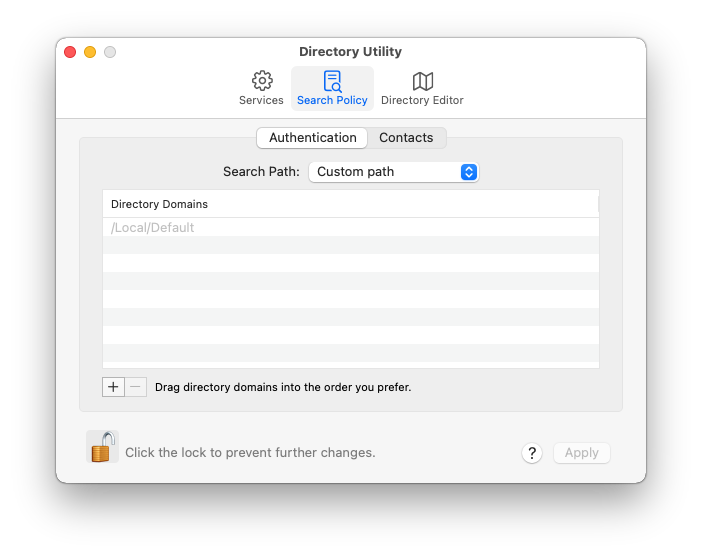 Directory Utility
Services
Search Policy
Directory Editor
Authentication
Contacts
Search Path:
Custom path
Directory Domains
/Local/Default
+
−
Drag directory domains into the order you prefer.
Click the lock to prevent further changes.
?
Apply